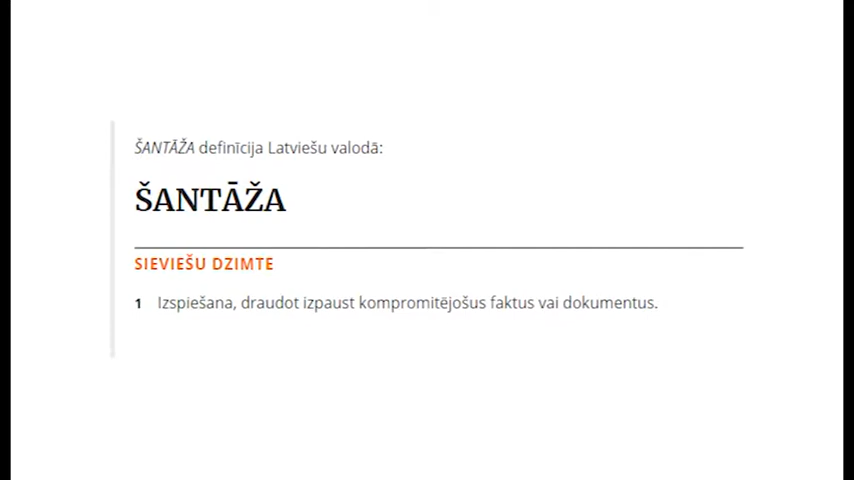 ŠANTĀŽA definīcija Latviešu valodā:
ŠANTĀŽA
SIEVIEŠU DZIMTE
1 Izspiešana, draudot izpaust kompromitējošus faktus vai dokumentus.